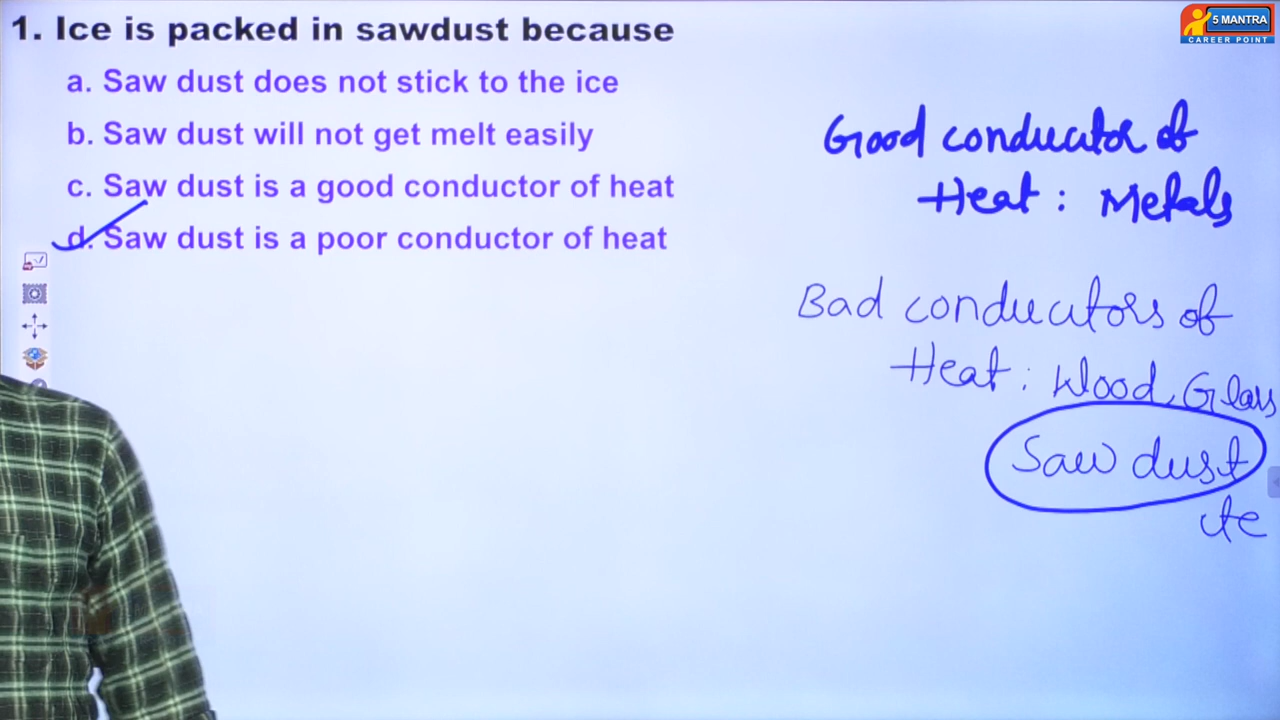 1. Ice is packed in sawdust because
a. Saw dust does not stick to the ice
b. Saw dust will not get melt easily
c. Saw dust is a good conductor of heat
d. Saw dust is a poor conductor of heat
5 MANTRA
CAREER POINT
Good conductor of
Heat : Metals
Bad conductors of
Heat : Wood, Glass
Saw dust
etc